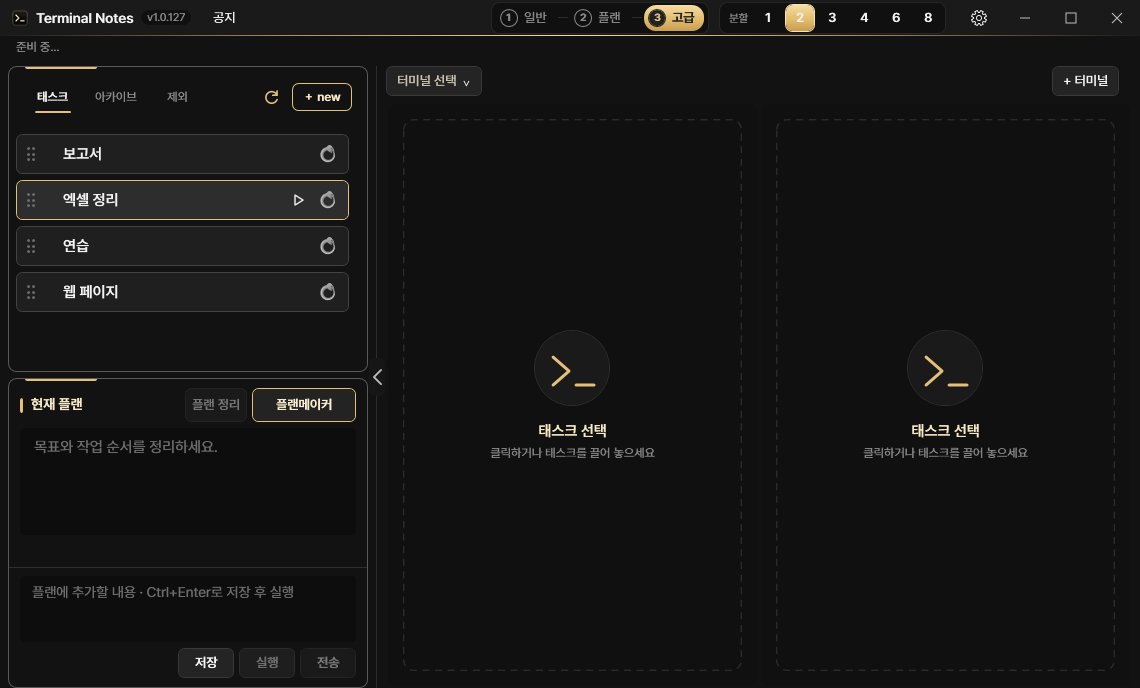 Terminal Notes v1.0.127 공지 1 일반 2 플랜 3 고급 분할 1 2 3 4 6 8
준비 중...
터미널 선택 + 터미널
태스크 아카이브 제외 + new
보고서
엑셀 정리
연습
웹 페이지
현재 플랜 플랜 정리 플랜메이커
목표와 작업 순서를 정리하세요.
플랜에 추가할 내용 · Ctrl+Enter로 저장 후 실행
저장 실행 전송
태스크 선택
클릭하거나 태스크를 끌어 놓으세요
태스크 선택
클릭하거나 태스크를 끌어 놓으세요